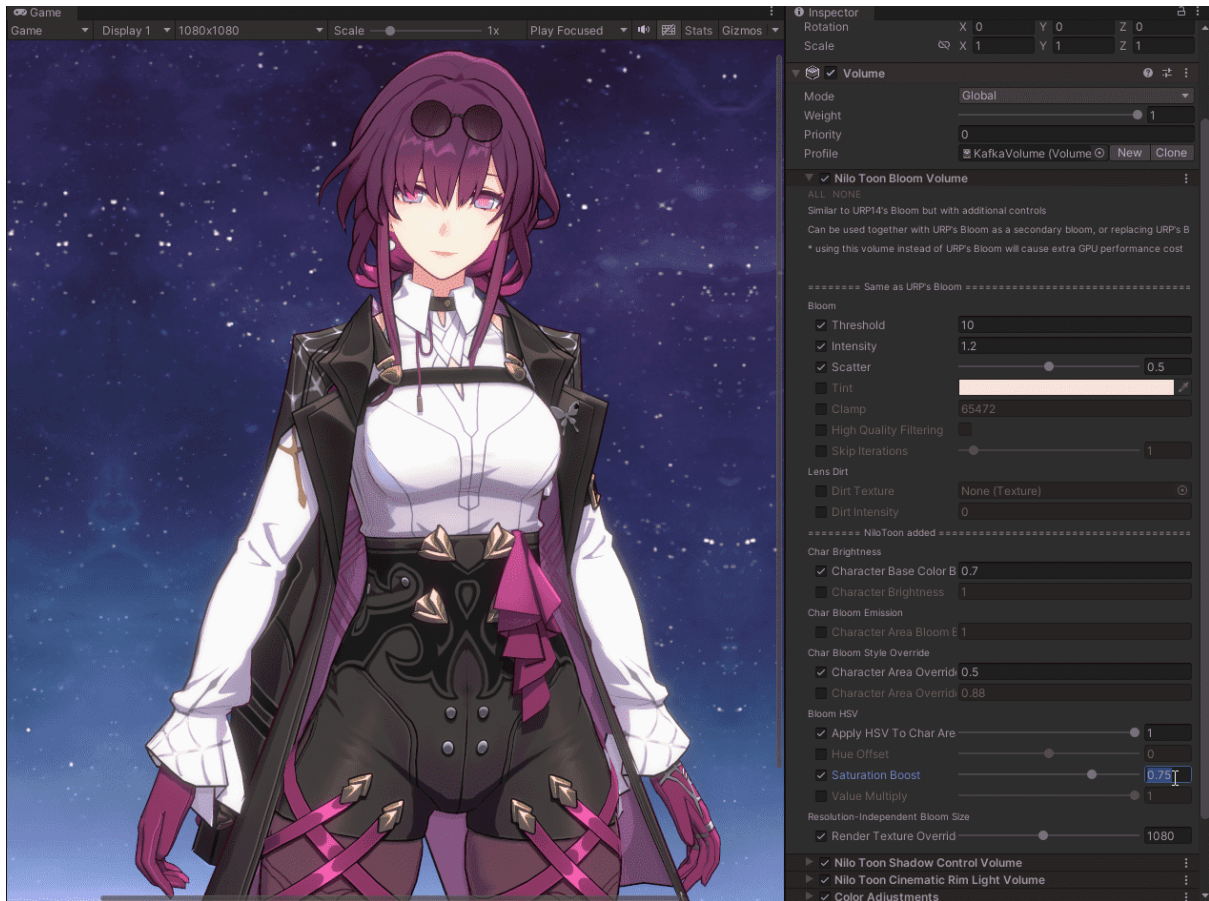 Game
Game Display 1 1080x1080 Scale 1x Play Focused Stats Gizmos
Inspector
Rotation X 0 Y 0 Z 0
Scale X 1 Y 1 Z 1
Volume
Mode Global
Weight 1
Priority 0
Profile KafkaVolume (Volume New Clone
Nilo Toon Bloom Volume
ALL NONE
Similar to URP14's Bloom but with additional controls
Can be used together with URP's Bloom as a secondary bloom, or replacing URP's B
* using this volume instead of URP's Bloom will cause extra GPU performance cost
======== Same as URP's Bloom ================================
Bloom
Threshold 10
Intensity 1.2
Scatter 0.5
Tint
Clamp 65472
High Quality Filtering
Skip Iterations 1
Lens Dirt
Dirt Texture None (Texture)
Dirt Intensity 0
======== NiloToon added ====================================
Char Brightness
Character Base Color B 0.7
Character Brightness 1
Char Bloom Emission
Character Area Bloom E 1
Char Bloom Style Override
Character Area Overrid 0.5
Character Area Overrid 0.88
Bloom HSV
Apply HSV To Char Are 1
Hue Offset 0
Saturation Boost 0.75
Value Multiply 1
Resolution-Independent Bloom Size
Render Texture Overrid 1080
Nilo Toon Shadow Control Volume
Nilo Toon Cinematic Rim Light Volume
Color Adjustments